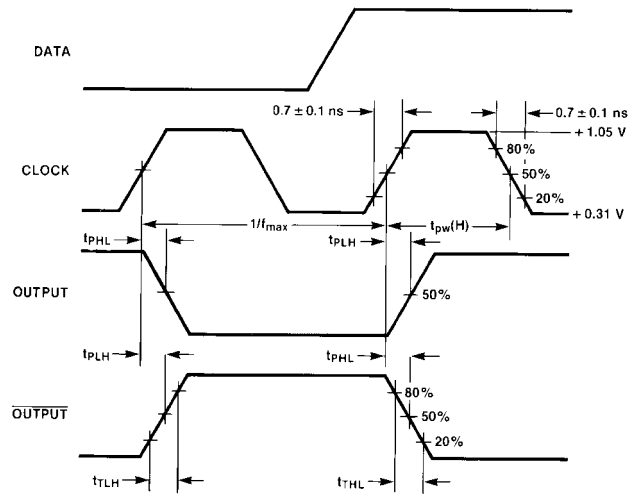 DATA
0.7 ± 0.1 ns
0.7 ± 0.1 ns
+ 1.05 V
80%
CLOCK
50%
20%
+ 0.31 V
1/fmax
tpw(H)
tPHL
tPLH
OUTPUT
50%
tPLH
tPHL
80%
OUTPUT
50%
20%
tTLH
tTHL